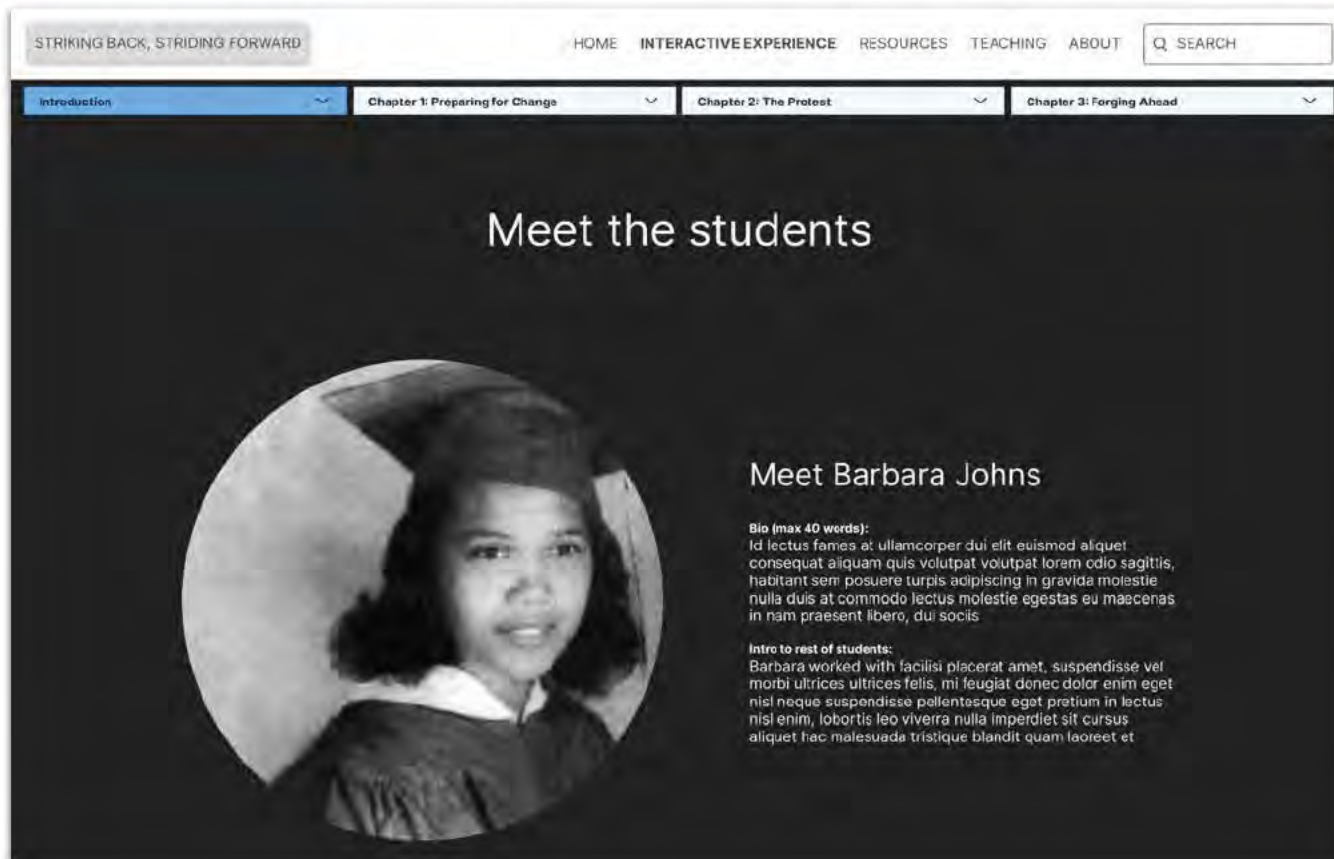 STRIKING BACK, STRIDING FORWARD
HOME INTERACTIVE EXPERIENCE RESOURCES TEACHING ABOUT SEARCH
Introduction Chapter 1: Preparing for Change Chapter 2: The Protest Chapter 3: Forging Ahead
Meet the students
Meet Barbara Johns
Bio (max 40 words):
Id lectus fames at ullamcorper dui elit euismod aliquet
consequat aliquam quis volutpat volutpat lorem odio sagittis,
habitant sem posuere turpis adipiscing in gravida molestie
nulla duis at commodo lectus molestie egestas eu maecenas
in nam praesent libero, dui sociis
Intro to rest of students:
Barbara worked with facilisi placerat amet, suspendisse vel
morbi ultrices ultrices felis, mi feugiat donec dolor enim eget
nisl neque suspendisse pellentesque eget pretium in lectus
nisl enim, lobortis leo viverra nulla imperdiet sit cursus
aliquet hac malesuada tristique blandit quam laoreet et